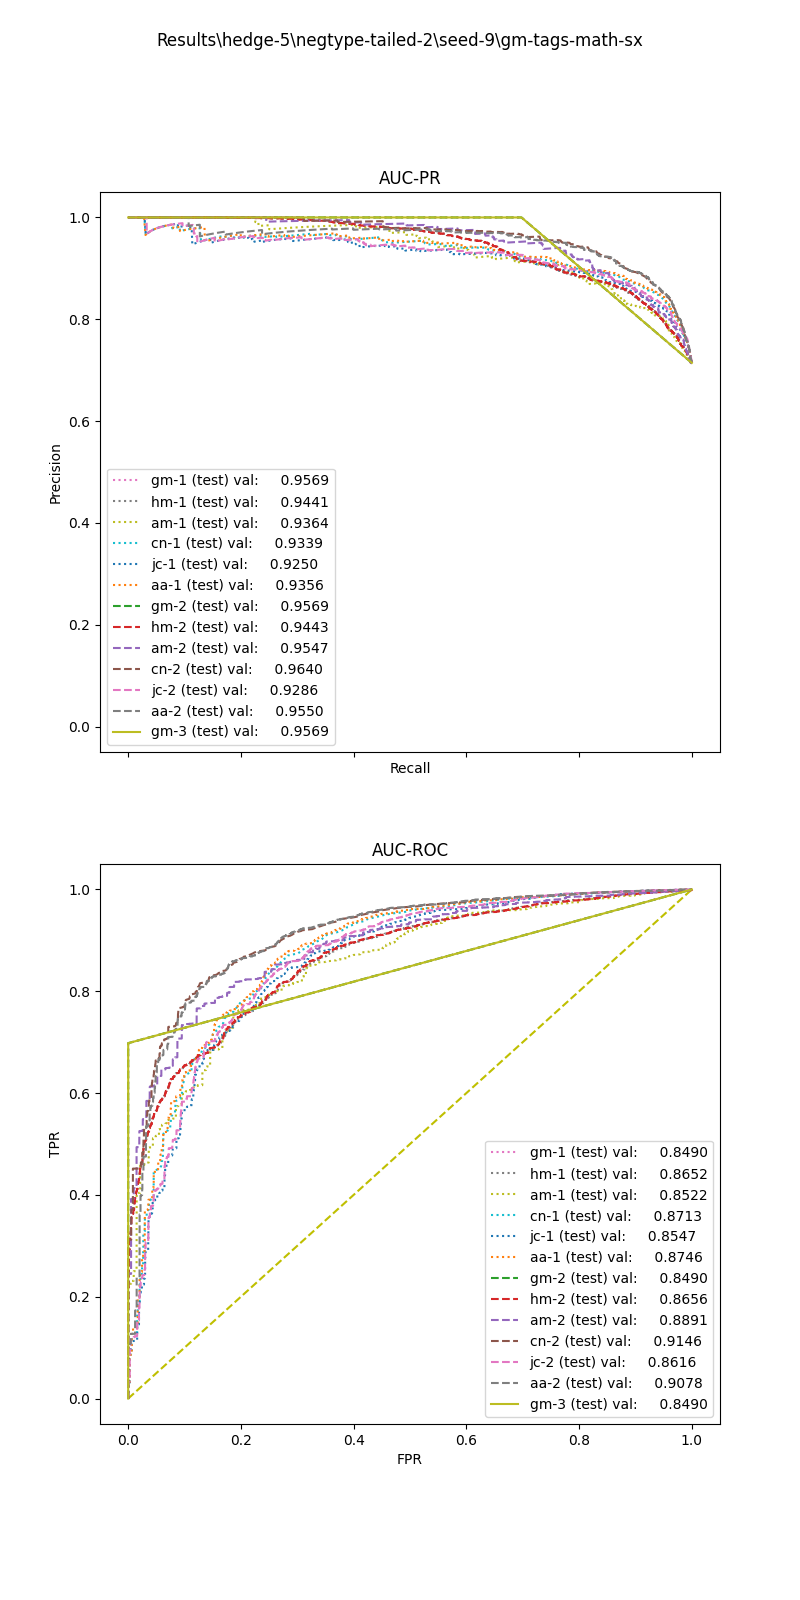 Results\hedge-5\negtype-tailed-2\seed-9\gm-tags-math-sx
AUC-PR
1.0
0.8
0.6
0.4
0.2
0.0
Precision
gm-1 (test) val: 0.9569
hm-1 (test) val: 0.9441
am-1 (test) val: 0.9364
cn-1 (test) val: 0.9339
jc-1 (test) val: 0.9250
aa-1 (test) val: 0.9356
gm-2 (test) val: 0.9569
hm-2 (test) val: 0.9443
am-2 (test) val: 0.9547
cn-2 (test) val: 0.9640
jc-2 (test) val: 0.9286
aa-2 (test) val: 0.9550
gm-3 (test) val: 0.9569
Recall
AUC-ROC
1.0
0.8
0.6
0.4
0.2
0.0
TPR
gm-1 (test) val: 0.8490
hm-1 (test) val: 0.8652
am-1 (test) val: 0.8522
cn-1 (test) val: 0.8713
jc-1 (test) val: 0.8547
aa-1 (test) val: 0.8746
gm-2 (test) val: 0.8490
hm-2 (test) val: 0.8656
am-2 (test) val: 0.8891
cn-2 (test) val: 0.9146
jc-2 (test) val: 0.8616
aa-2 (test) val: 0.9078
gm-3 (test) val: 0.8490
0.0 0.2 0.4 0.6 0.8 1.0
FPR